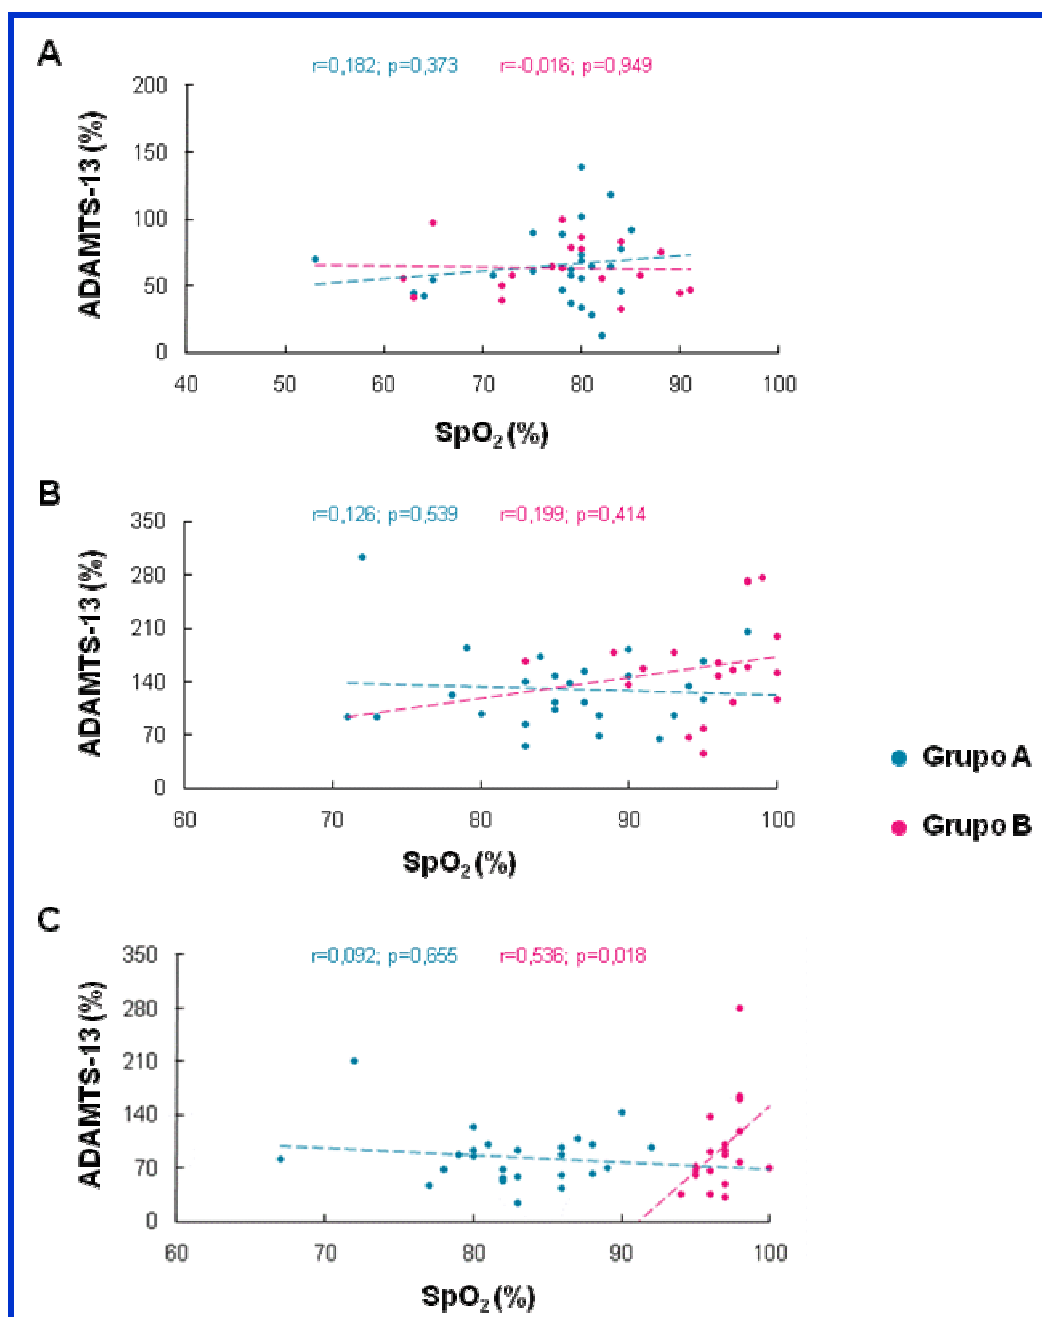 A
r=0,182; p=0,373 r=-0,016; p=0,949
ADAMTS-13 (%)
200
150
100
50
0
40 50 60 70 80 90 100
SpO₂ (%)
B
r=0,126; p=0,539 r=0,199; p=0,414
ADAMTS-13 (%)
350
280
210
140
70
0
60 70 80 90 100
SpO₂ (%)
Grupo A
Grupo B
C
r=0,092; p=0,655 r=0,536; p=0,018
ADAMTS-13 (%)
350
280
210
140
70
0
60 70 80 90 100
SpO₂ (%)